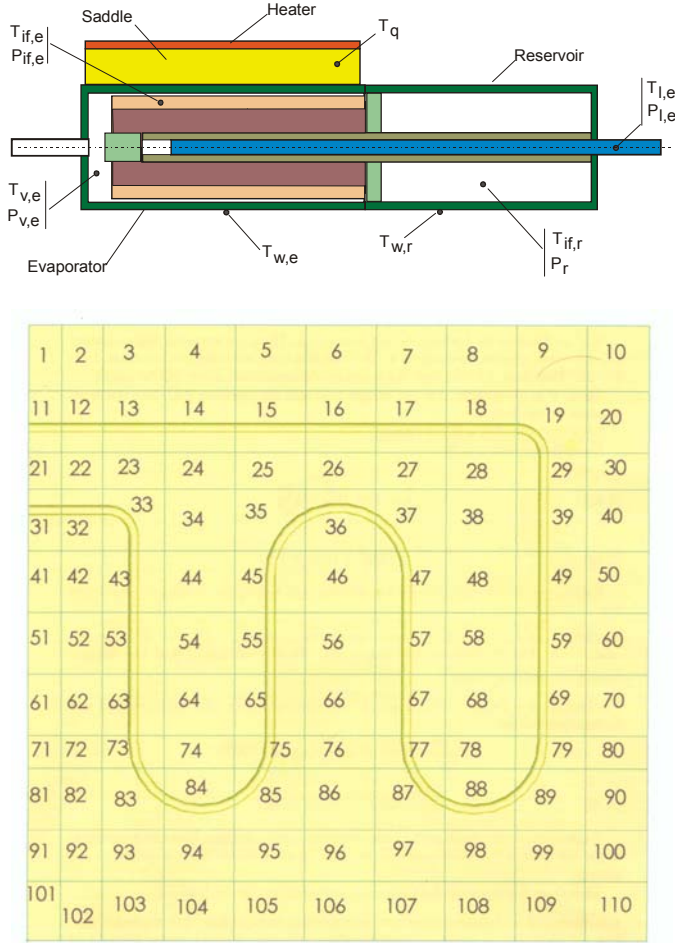 Heater
Saddle
T_if,e
P_if,e
T_q
Reservoir
T_l,e
P_l,e
T_v,e
P_v,e
T_w,e
T_w,r
T_if,r
P_r
Evaporator
1 2 3 4 5 6 7 8 9 10
11 12 13 14 15 16 17 18 19 20
21 22 23 24 25 26 27 28 29 30
31 32 33 34 35 36 37 38 39 40
41 42 43 44 45 46 47 48 49 50
51 52 53 54 55 56 57 58 59 60
61 62 63 64 65 66 67 68 69 70
71 72 73 74 75 76 77 78 79 80
81 82 83 84 85 86 87 88 89 90
91 92 93 94 95 96 97 98 99 100
101 102 103 104 105 106 107 108 109 110